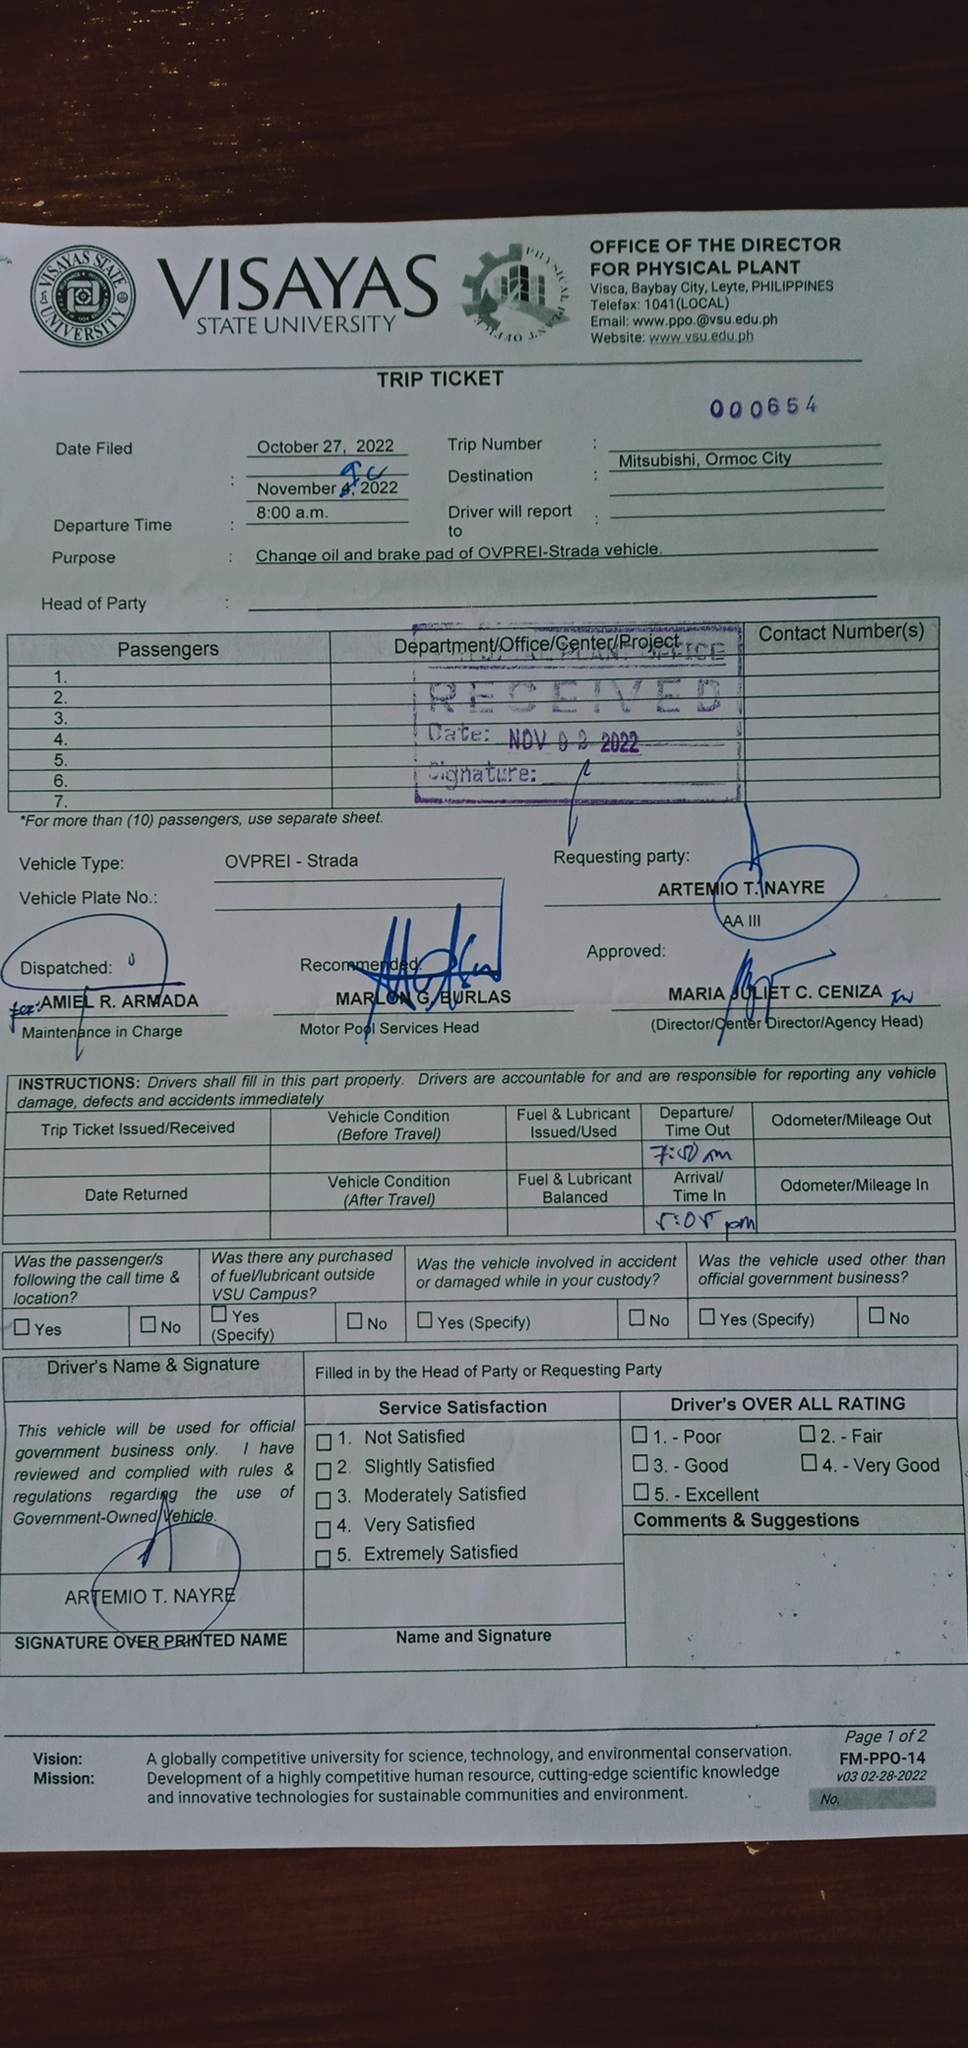 VISAYAS
STATE UNIVERSITY
VISAYAS STATE UNIVERSITY
OFFICE OF THE DIRECTOR
FOR PHYSICAL PLANT
Visca, Baybay City, Leyte, PHILIPPINES
Telefax: 1041(LOCAL)
Email: www.ppo.@vsu.edu.ph
Website: www.vsu.edu.ph
TRIP TICKET
000654
Date Filed October 27, 2022 Trip Number :
: November 4, 2022 Destination : Mitsubishi, Ormoc City
Departure Time : 8:00 a.m. Driver will report to :
Purpose : Change oil and brake pad of OVPREI-Strada vehicle.
Head of Party :
Passengers Department/Office/Center/Project Contact Number(s)
1.
2.
3.
4.
5.
6.
7.
PLANT OFFICE
RECEIVED
Date: NOV 02 2022
Signature:
*For more than (10) passengers, use separate sheet.
Vehicle Type: OVPREI - Strada Requesting party:
Vehicle Plate No.: ARTEMIO T. NAYRE
AA III
Dispatched: Recommended: Approved:
for: AMIEL R. ARMADA MARLON G. BURLAS MARIA JULIET C. CENIZA
Maintenance in Charge Motor Pool Services Head (Director/Center Director/Agency Head)
INSTRUCTIONS: Drivers shall fill in this part properly. Drivers are accountable for and are responsible for reporting any vehicle
damage, defects and accidents immediately
Trip Ticket Issued/Received Vehicle Condition (Before Travel) Fuel & Lubricant Issued/Used Departure/ Time Out Odometer/Mileage Out
7:50 am
Date Returned Vehicle Condition (After Travel) Fuel & Lubricant Balanced Arrival/ Time In Odometer/Mileage In
5:05 pm
Was the passenger/s following the call time & location? Was there any purchased of fuel/lubricant outside VSU Campus? Was the vehicle involved in accident or damaged while in your custody? Was the vehicle used other than official government business?
Yes No Yes (Specify) No Yes (Specify) No Yes (Specify) No
Driver's Name & Signature Filled in by the Head of Party or Requesting Party
Service Satisfaction Driver's OVER ALL RATING
This vehicle will be used for official
government business only. I have
reviewed and complied with rules &
regulations regarding the use of
Government-Owned Vehicle.
1. Not Satisfied
2. Slightly Satisfied
3. Moderately Satisfied
4. Very Satisfied
5. Extremely Satisfied
1. - Poor 2. - Fair
3. - Good 4. - Very Good
5. - Excellent
Comments & Suggestions
ARTEMIO T. NAYRE
SIGNATURE OVER PRINTED NAME Name and Signature
Page 1 of 2
Vision: A globally competitive university for science, technology, and environmental conservation.
Mission: Development of a highly competitive human resource, cutting-edge scientific knowledge
and innovative technologies for sustainable communities and environment.
FM-PPO-14
v03 02-28-2022
No.